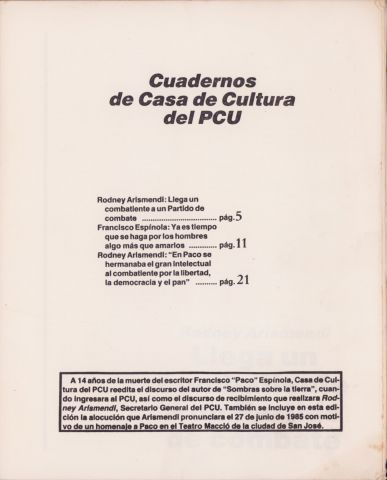 Cuadernos
de Casa de Cultura
del PCU
Rodney Arismendi: Llega un
combatiente a un Partido de
combate .................................... pág. 5
Francisco Espínola: Ya es tiempo
que se haga por los hombres
algo más que amarlos ............. pág. 11
Rodney Arismendi: "En Paco se
hermanaba el gran intelectual
al combatiente por la libertad,
la democracia y el pan" .......... pág. 21
Rodney Arismendi
Llega un
de combate
A 14 años de la muerte del escritor Francisco "Paco" Espínola, Casa de Cul-
tura del PCU reedita el discurso del autor de "Sombras sobre la tierra", cuan-
do ingresara al PCU, así como el discurso de recibimiento que realizara Rod-
ney Arismendi, Secretario General del PCU. También se incluye en esta edi-
ción la alocución que Arismendi pronunciara el 27 de junio de 1985 con moti-
vo de un homenaje a Paco en el Teatro Macció de la ciudad de San José.